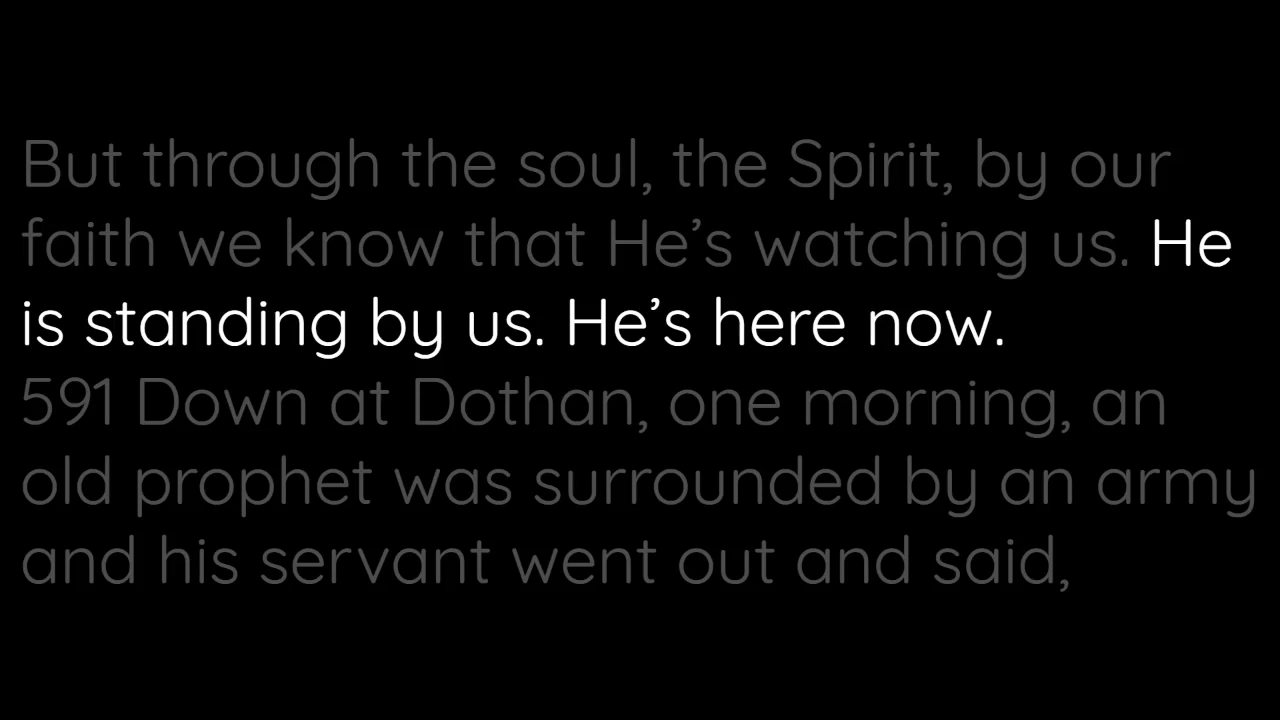 But through the soul, the Spirit, by our
faith we know that He’s watching us. He
is standing by us. He’s here now.
591 Down at Dothan, one morning, an
old prophet was surrounded by an army
and his servant went out and said,